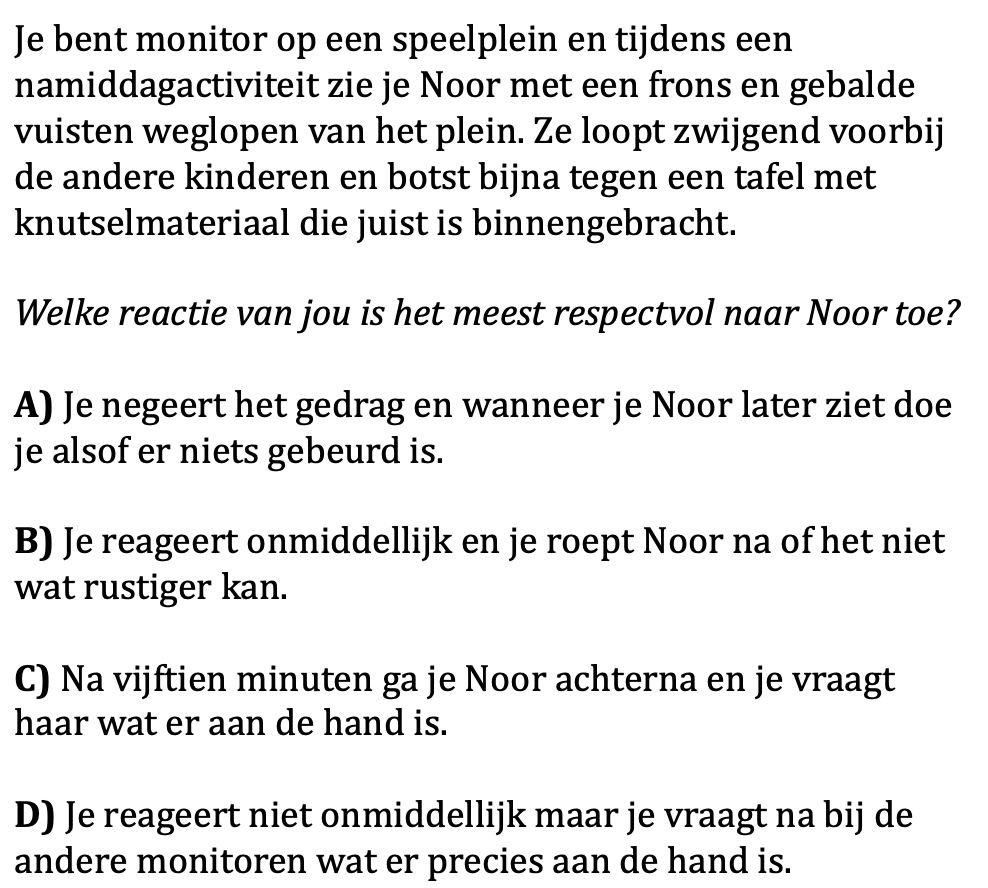 Je bent monitor op een speelplein en tijdens een
namiddagactiviteit zie je Noor met een frons en gebalde
vuisten weglopen van het plein. Ze loopt zwijgend voorbij
de andere kinderen en botst bijna tegen een tafel met
knutselmateriaal die juist is binnengebracht.
Welke reactie van jou is het meest respectvol naar Noor toe?
A) Je negeert het gedrag en wanneer je Noor later ziet doe
je alsof er niets gebeurd is.
B) Je reageert onmiddellijk en je roept Noor na of het niet
wat rustiger kan.
C) Na vijftien minuten ga je Noor achterna en je vraagt
haar wat er aan de hand is.
D) Je reageert niet onmiddellijk maar je vraagt na bij de
andere monitoren wat er precies aan de hand is.